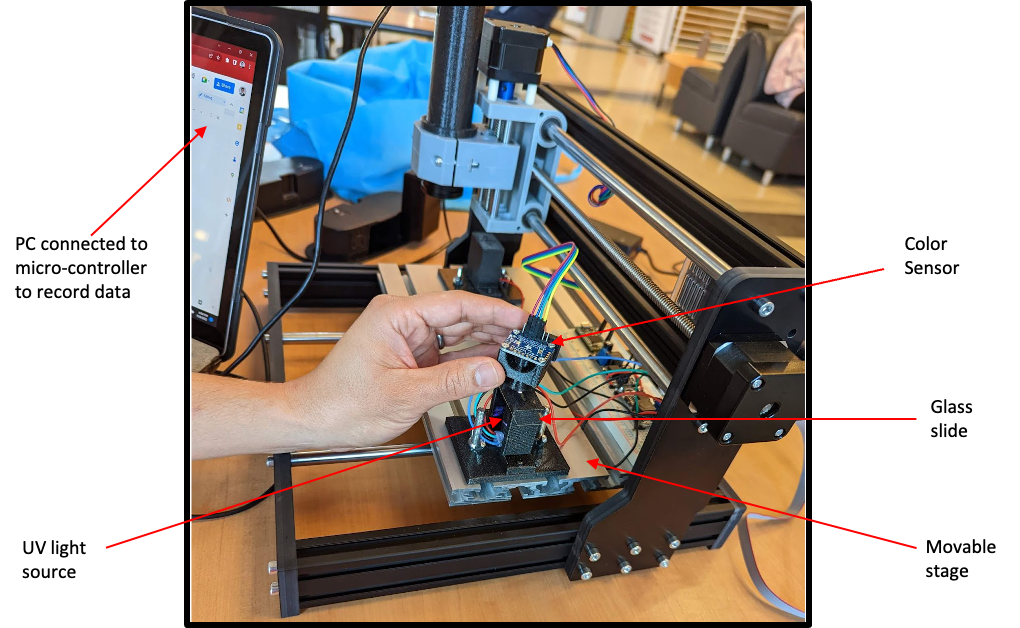 PC connected to
micro-controller
to record data
Color
Sensor
Glass
slide
UV light
source
Movable
stage